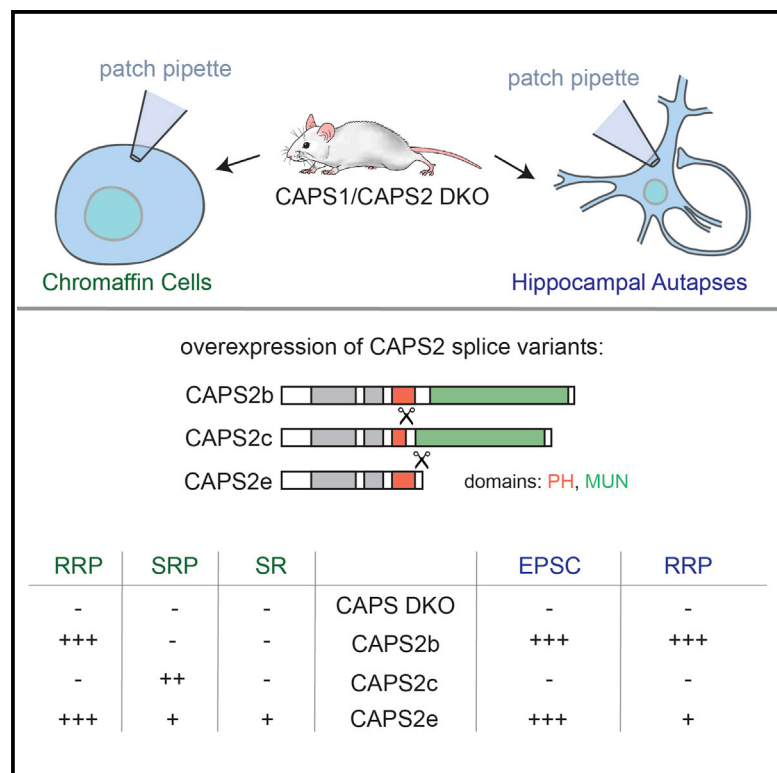 patch pipette
patch pipette
CAPS1/CAPS2 DKO
Chromaffin Cells
Hippocampal Autapses
overexpression of CAPS2 splice variants:
CAPS2b
CAPS2c
CAPS2e
domains: PH, MUN
RRP SRP SR EPSC RRP
- - - CAPS DKO - -
+++ - - CAPS2b +++ +++
- ++ - CAPS2c - -
+++ + + CAPS2e +++ +